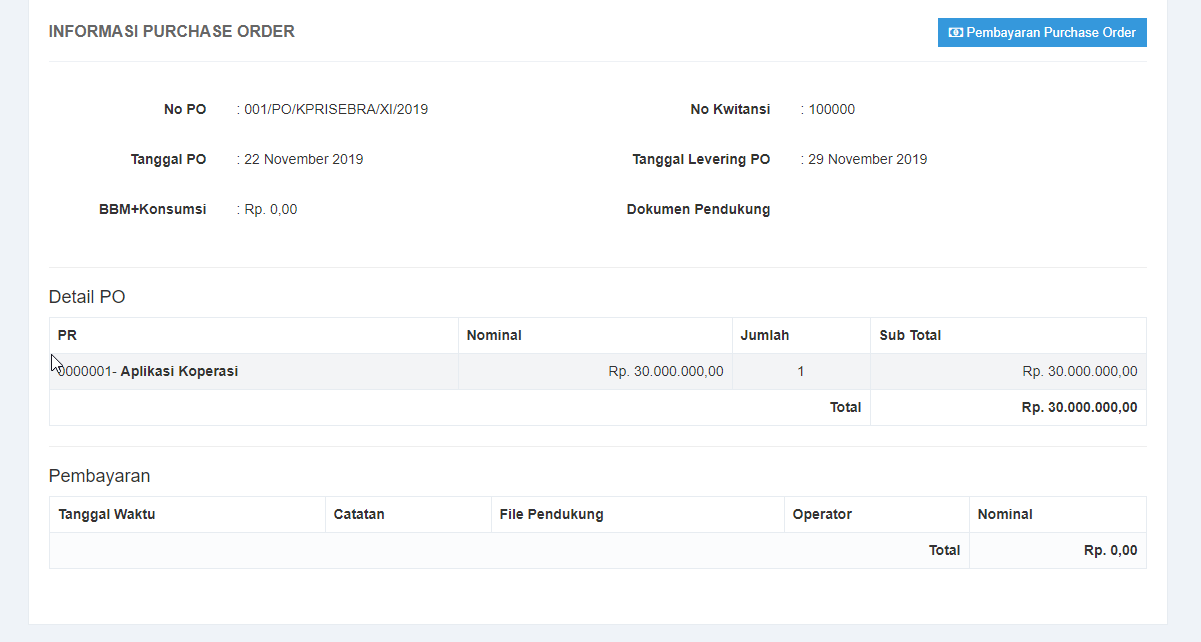 INFORMASI PURCHASE ORDER
Pembayaran Purchase Order
No PO : 001/PO/KPRISEBRA/XI/2019 No Kwitansi : 100000
Tanggal PO : 22 November 2019 Tanggal Levering PO : 29 November 2019
BBM+Konsumsi : Rp. 0,00 Dokumen Pendukung
Detail PO
PR Nominal Jumlah Sub Total
0000001- Aplikasi Koperasi Rp. 30.000.000,00 1 Rp. 30.000.000,00
Total Rp. 30.000.000,00
Pembayaran
Tanggal Waktu Catatan File Pendukung Operator Nominal
Total Rp. 0,00